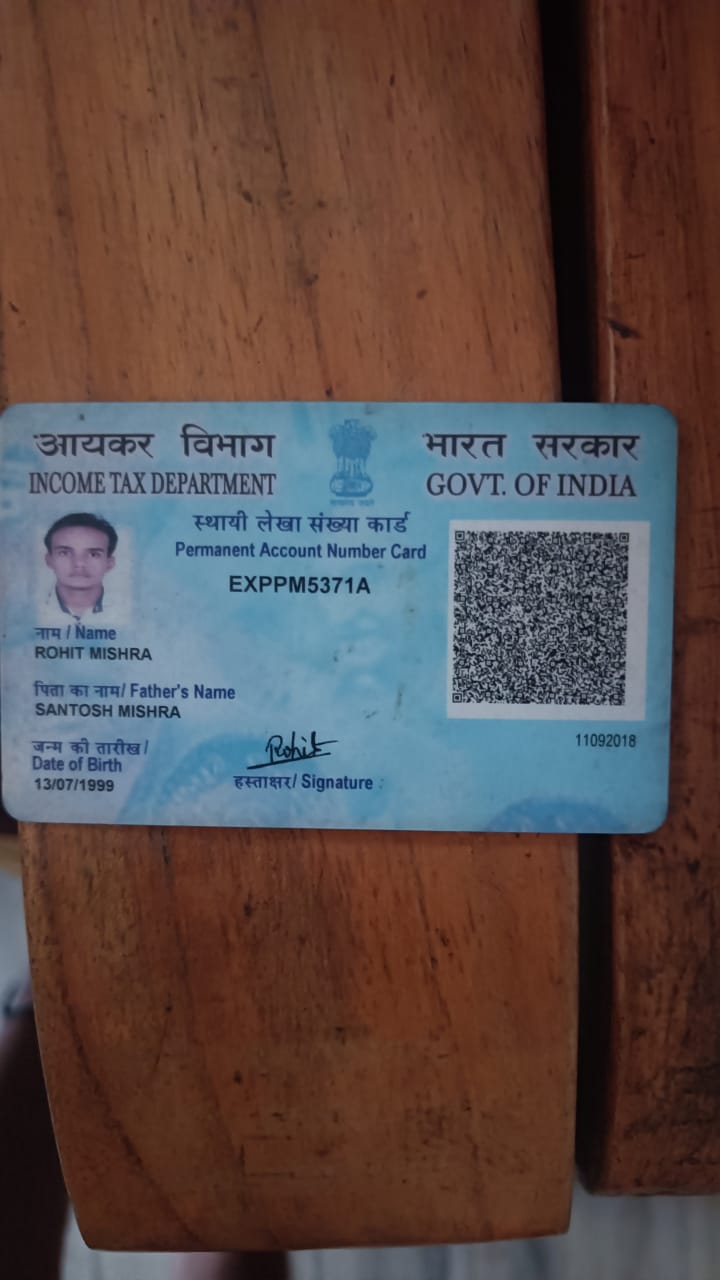 आयकर विभाग
INCOME TAX DEPARTMENT
भारत सरकार
GOVT. OF INDIA
स्थायी लेखा संख्या कार्ड
Permanent Account Number Card
EXPPM5371A
नाम / Name
ROHIT MISHRA
पिता का नाम/ Father's Name
SANTOSH MISHRA
जन्म की तारीख /
Date of Birth
13/07/1999
Rohit
हस्ताक्षर/ Signature
11092018